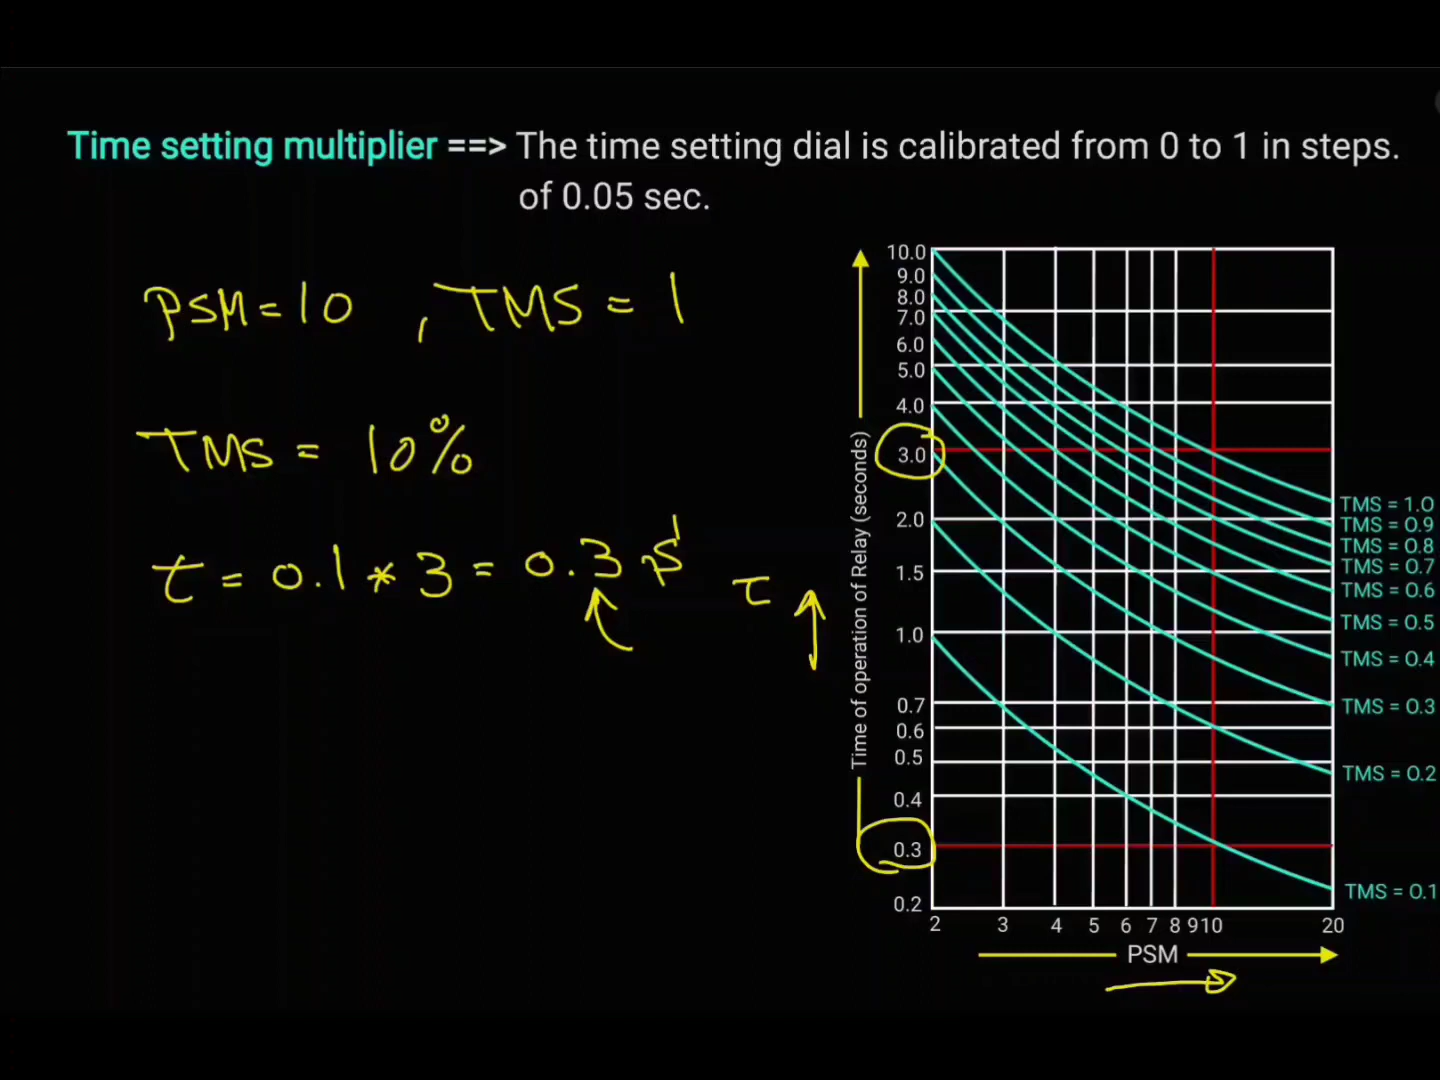 Time setting multiplier ==> The time setting dial is calibrated from 0 to 1 in steps.
of 0.05 sec.
PSM = 10 , TMS = 1
TMS = 10%
t = 0.1 * 3 = 0.3 s
τ
Time of operation of Relay (seconds)
10.0
9.0
8.0
7.0
6.0
5.0
4.0
3.0
2.0
1.5
1.0
0.7
0.6
0.5
0.4
0.3
0.2
TMS = 1.0
TMS = 0.9
TMS = 0.8
TMS = 0.7
TMS = 0.6
TMS = 0.5
TMS = 0.4
TMS = 0.3
TMS = 0.2
TMS = 0.1
2 3 4 5 6 7 8 9 10 20
PSM